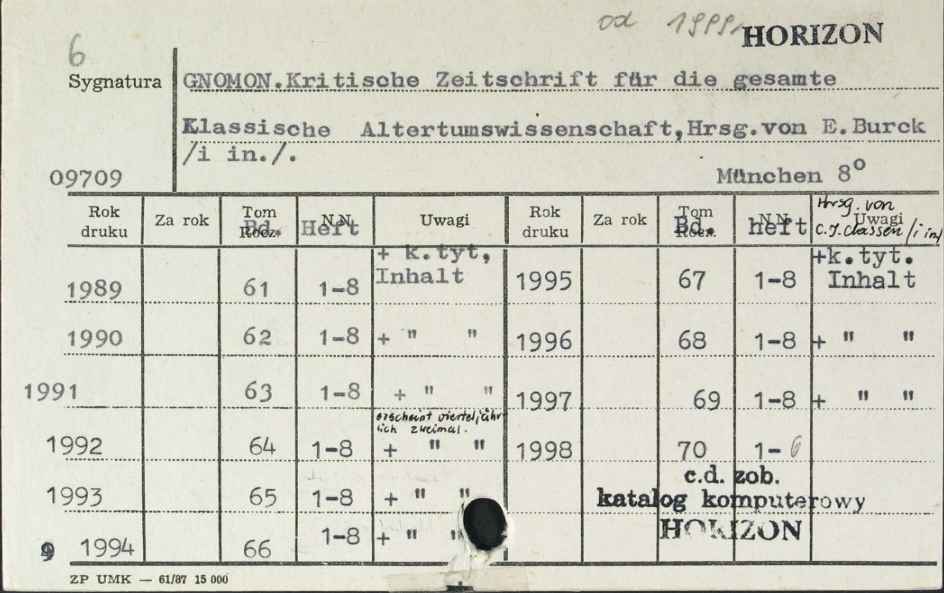 6 od 1999 HORIZON
Sygnatura GNOMON.Kritische Zeitschrift für die gesamte
Klassische Altertumswissenschaft,Hrsg.von E.Burck
/i in./.
09709 München 8°
Rok druku Za rok Tom Rocz. Bd. N.N. Heft Uwagi Rok druku Za rok Tom Rocz. Bd. N.N. heft Hrsg. von C.J.Classen /i in/ Uwagi
1989 61 1-8 + k.tyt, Inhalt 1995 67 1-8 +k.tyt. Inhalt
1990 62 1-8 + " " 1996 68 1-8 + " "
1991 63 1-8 + " " 1997 69 1-8 + " "
erscheint vierteljähr
lich zweimal.
1992 64 1-8 + " " 1998 70 1-6
c.d. zob.
1993 65 1-8 + " " katalog komputerowy
9 1994 66 1-8 + " " HORIZON
ZP UMK — 61/87 15 000